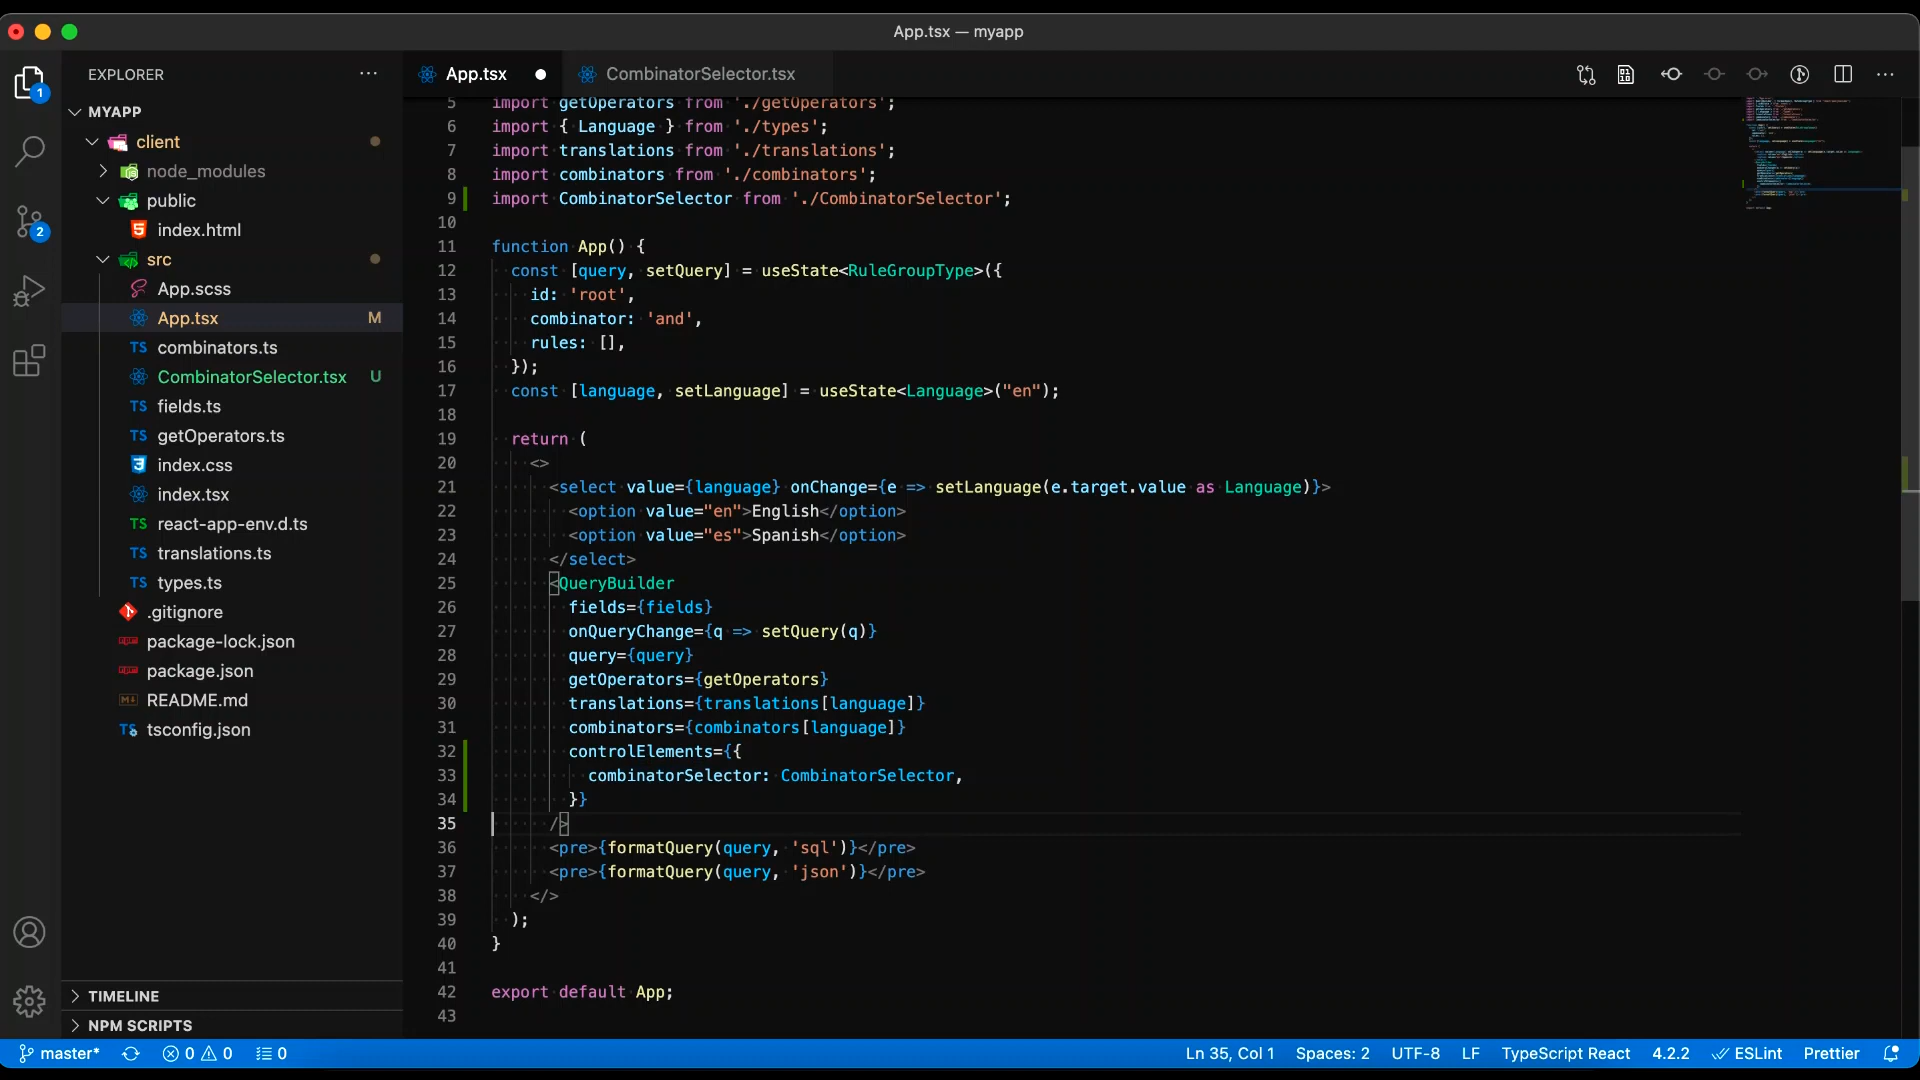 App.tsx — myapp
EXPLORER
MYAPP
client
node_modules
public
index.html
src
App.scss
App.tsx M
combinators.ts
CombinatorSelector.tsx U
fields.ts
getOperators.ts
index.css
index.tsx
react-app-env.d.ts
translations.ts
types.ts
.gitignore
package-lock.json
package.json
README.md
tsconfig.json
TIMELINE
NPM SCRIPTS
1
2
App.tsx
CombinatorSelector.tsx
5 import getOperators from './getOperators';
6 import { Language } from './types';
7 import translations from './translations';
8 import combinators from './combinators';
9 import CombinatorSelector from './CombinatorSelector';
10
11 function App() {
12 const [query, setQuery] = useState<RuleGroupType>({
13 id: 'root',
14 combinator: 'and',
15 rules: [],
16 });
17 const [language, setLanguage] = useState<Language>("en");
18
19 return (
20 <>
21 <select value={language} onChange={e => setLanguage(e.target.value as Language)}>
22 <option value="en">English</option>
23 <option value="es">Spanish</option>
24 </select>
25 <QueryBuilder
26 fields={fields}
27 onQueryChange={q => setQuery(q)}
28 query={query}
29 getOperators={getOperators}
30 translations={translations[language]}
31 combinators={combinators[language]}
32 controlElements={{
33 combinatorSelector: CombinatorSelector,
34 }}
35 />
36 <pre>{formatQuery(query, 'sql')}</pre>
37 <pre>{formatQuery(query, 'json')}</pre>
38 </>
39 );
40 }
41
42 export default App;
43
master* 0 0 0
Ln 35, Col 1 Spaces: 2 UTF-8 LF TypeScript React 4.2.2 ESLint Prettier